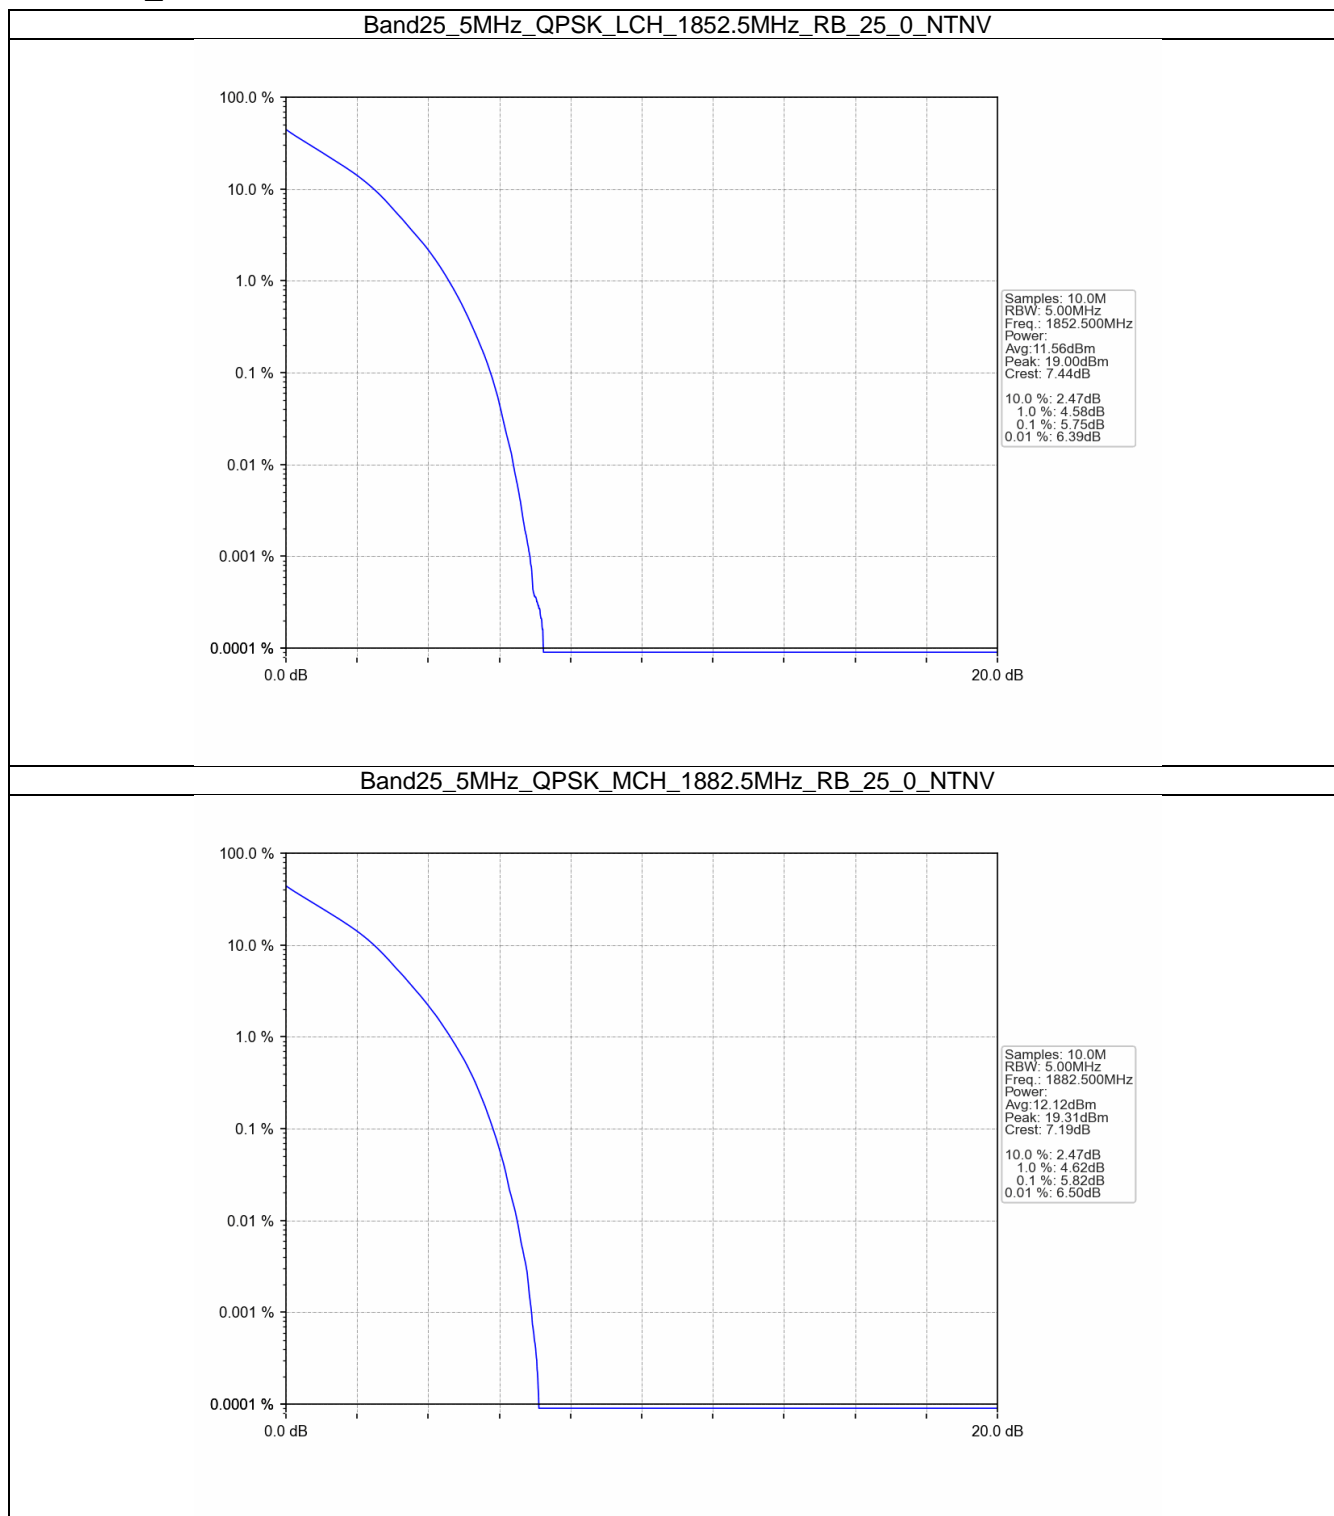 Band25_5MHz_QPSK_LCH_1852.5MHz_RB_25_0_NTNV
100.0 %
10.0 %
1.0 %
0.1 %
0.01 %
0.001 %
0.0001 %
0.0 dB
20.0 dB
Samples: 10.0M
RBW: 5.00MHz
Freq.: 1852.500MHz
Power:
Avg:11.56dBm
Peak: 19.00dBm
Crest: 7.44dB
10.0 %: 2.47dB
1.0 %: 4.58dB
0.1 %: 5.75dB
0.01 %: 6.39dB
Band25_5MHz_QPSK_MCH_1882.5MHz_RB_25_0_NTNV
100.0 %
10.0 %
1.0 %
0.1 %
0.01 %
0.001 %
0.0001 %
0.0 dB
20.0 dB
Samples: 10.0M
RBW: 5.00MHz
Freq.: 1882.500MHz
Power:
Avg:12.12dBm
Peak: 19.31dBm
Crest: 7.19dB
10.0 %: 2.47dB
1.0 %: 4.62dB
0.1 %: 5.82dB
0.01 %: 6.50dB